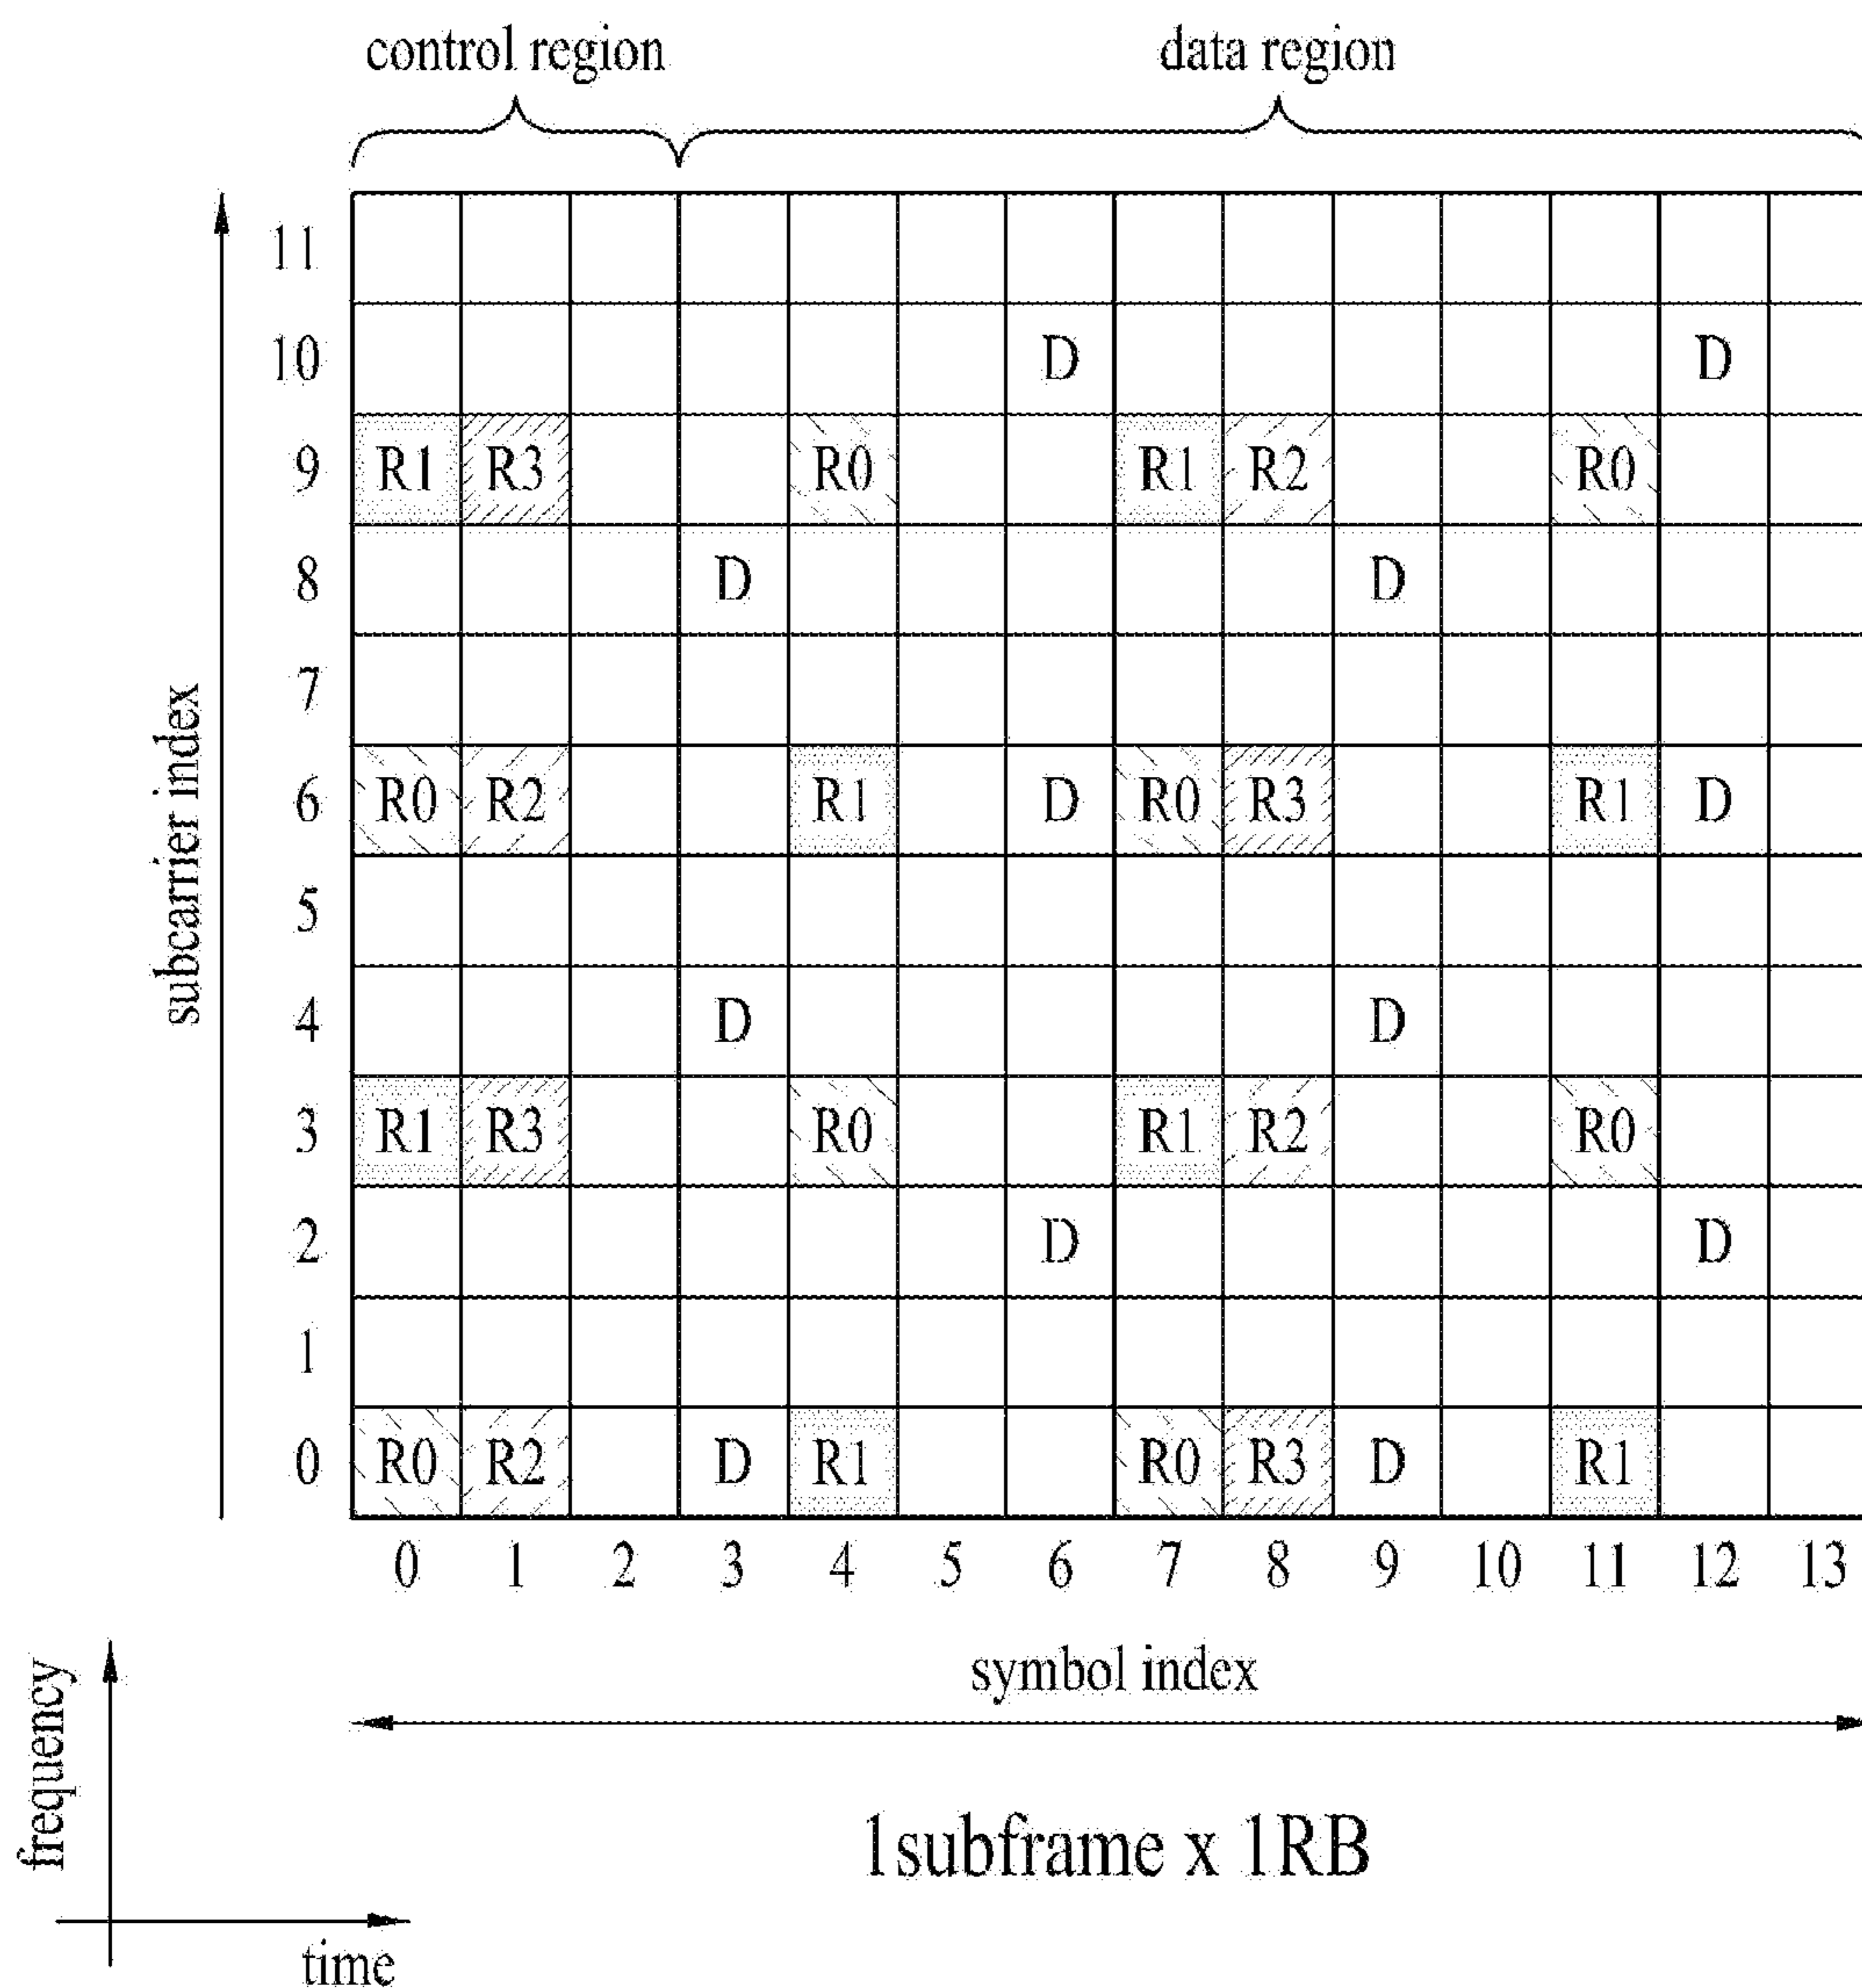 control region data region
11
10 D D
9 R1 R3 R0 R1 R2 R0
8 D D
7
6 R0 R2 R1 D R0 R3 R1 D
5
4 D D
3 R1 R3 R0 R1 R2 R0
2 D D
1
0 R0 R2 D R1 R0 R3 D R1
0 1 2 3 4 5 6 7 8 9 10 11 12 13
subcarrier index
symbol index
1subframe x 1RB
frequency
time